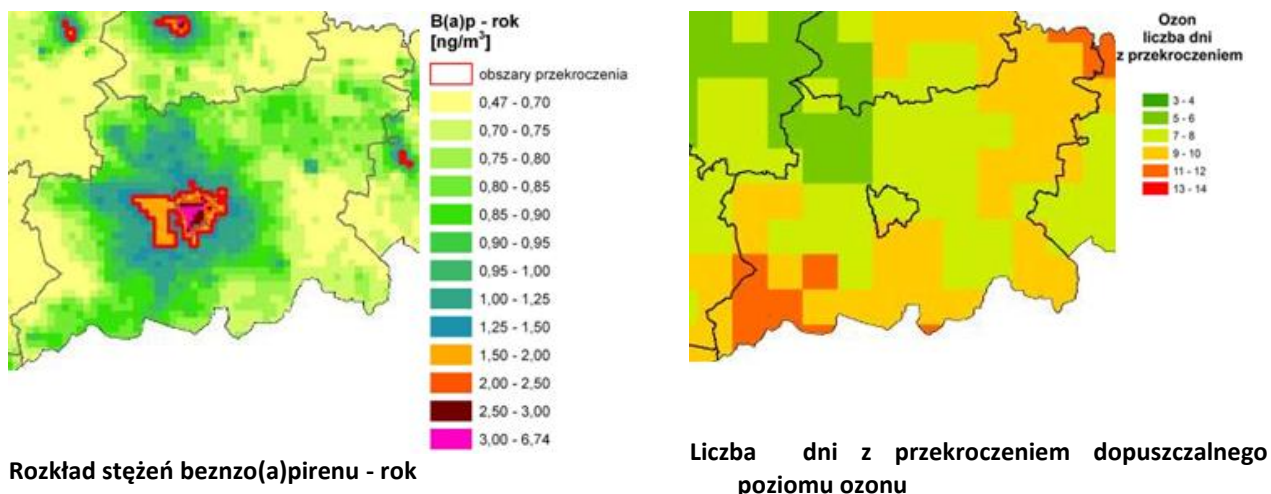 B(a)p - rok
[ng/m³]
obszary przekroczenia
0,47 - 0,70
0,70 - 0,75
0,75 - 0,80
0,80 - 0,85
0,85 - 0,90
0,90 - 0,95
0,95 - 1,00
1,00 - 1,25
1,25 - 1,50
1,50 - 2,00
2,00 - 2,50
2,50 - 3,00
3,00 - 6,74
Rozkład stężeń beznzo(a)pirenu - rok
Ozon
liczba dni
z przekroczeniem
3 - 4
5 - 6
7 - 8
9 - 10
11 - 12
13 - 14
Liczba dni z przekroczeniem dopuszczalnego
poziomu ozonu